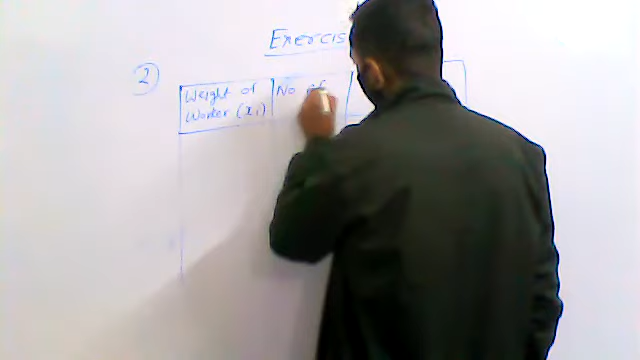 Exercis
2
Weight of
Worker (xi)
No of